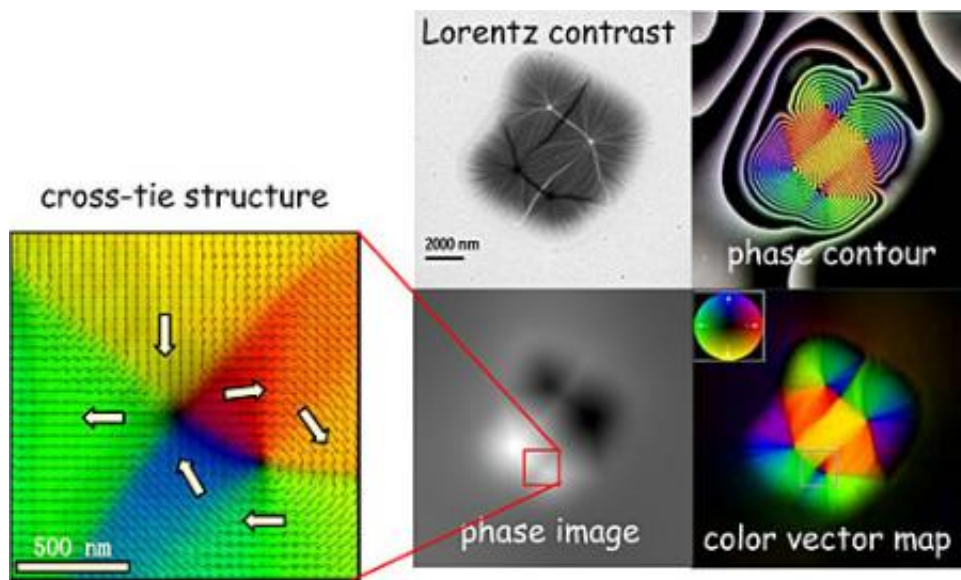 Lorentz contrast
2000 nm
phase contour
cross-tie structure
500 nm
phase image
color vector map